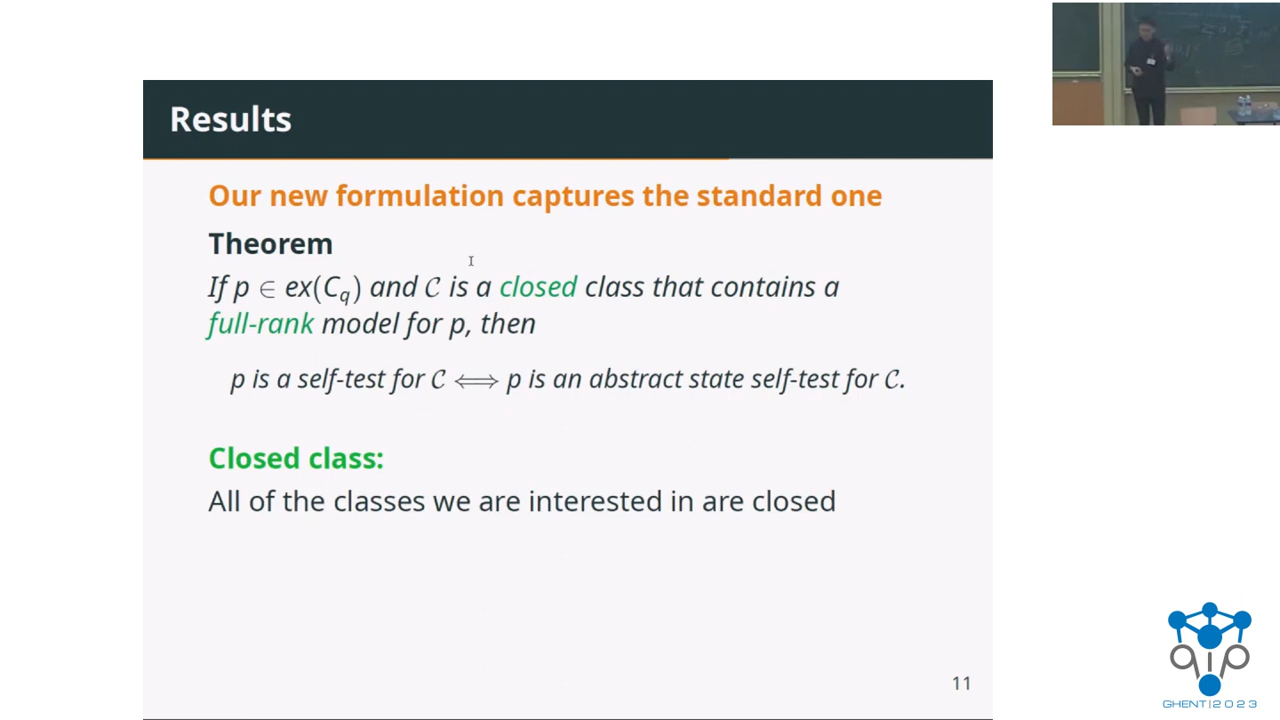 Results
Our new formulation captures the standard one
Theorem
If p ∈ ex(C_q) and 𝒞 is a closed class that contains a
full-rank model for p, then
p is a self-test for 𝒞 ⟺ p is an abstract state self-test for 𝒞.
Closed class:
All of the classes we are interested in are closed
11
qip
GHENT|2023